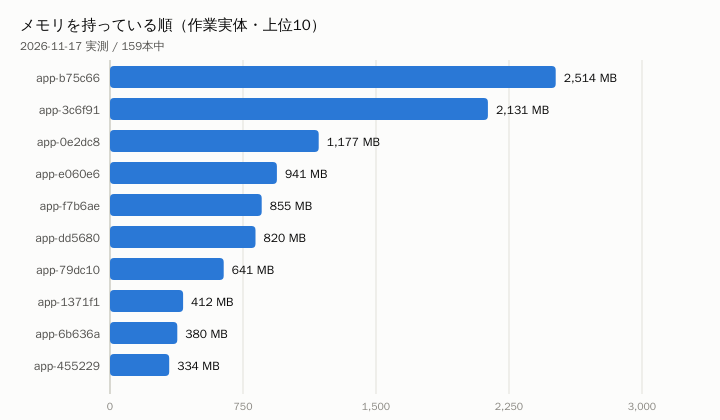 メモリを持っている順（作業実体・上位10）
2026-11-17 実測 / 159本中
app-b75c66 2,514 MB
app-3c6f91 2,131 MB
app-0e2dc8 1,177 MB
app-e060e6 941 MB
app-f7b6ae 855 MB
app-dd5680 820 MB
app-79dc10 641 MB
app-1371f1 412 MB
app-6b636a 380 MB
app-455229 334 MB
0 750 1,500 2,250 3,000